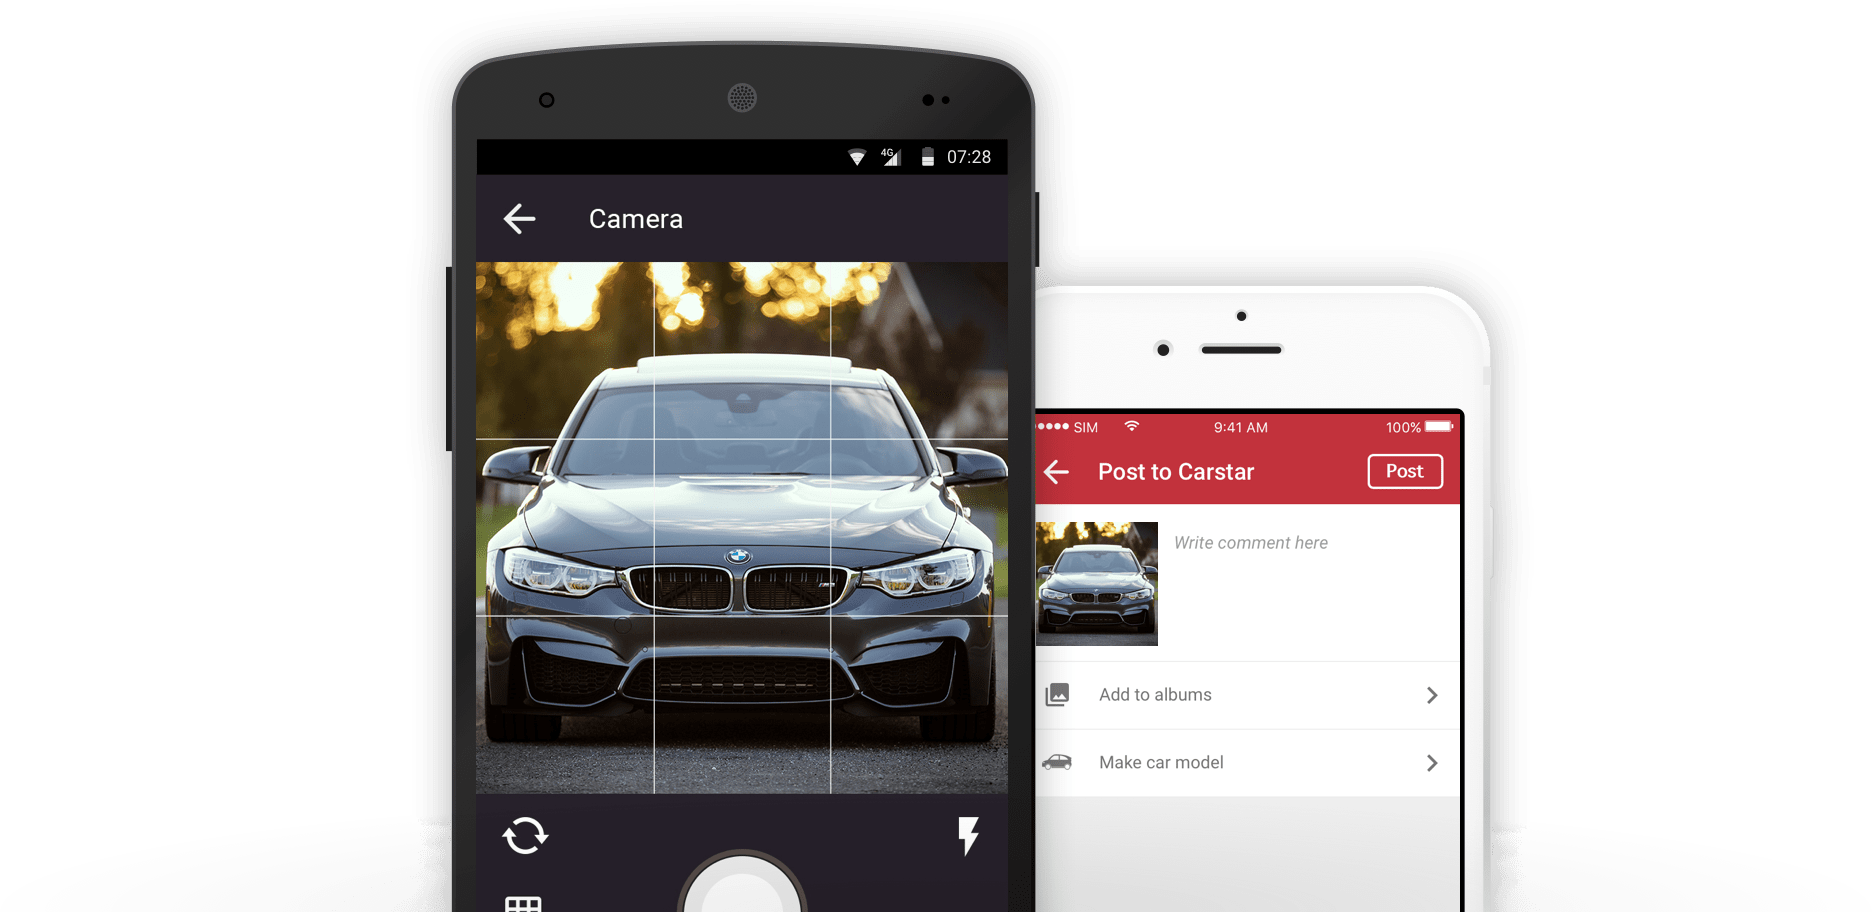 4G 07:28
Camera
SIM 9:41 AM 100%
Post to Carstar Post
Write comment here
Add to albums
Make car model